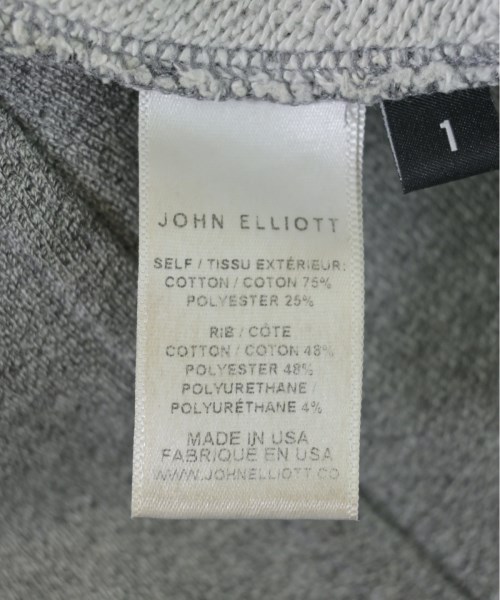 1
JOHN ELLIOTT
SELF / TISSU EXTÉRIEUR:
COTTON / COTON 75%
POLYESTER 25%
RIB / CÔTE
COTTON / COTON 48%
POLYESTER 48%
POLYURETHANE /
POLYURÉTHANE 4%
MADE IN USA
FABRIQUÉ EN USA
WWW.JOHNELLIOTT.CO